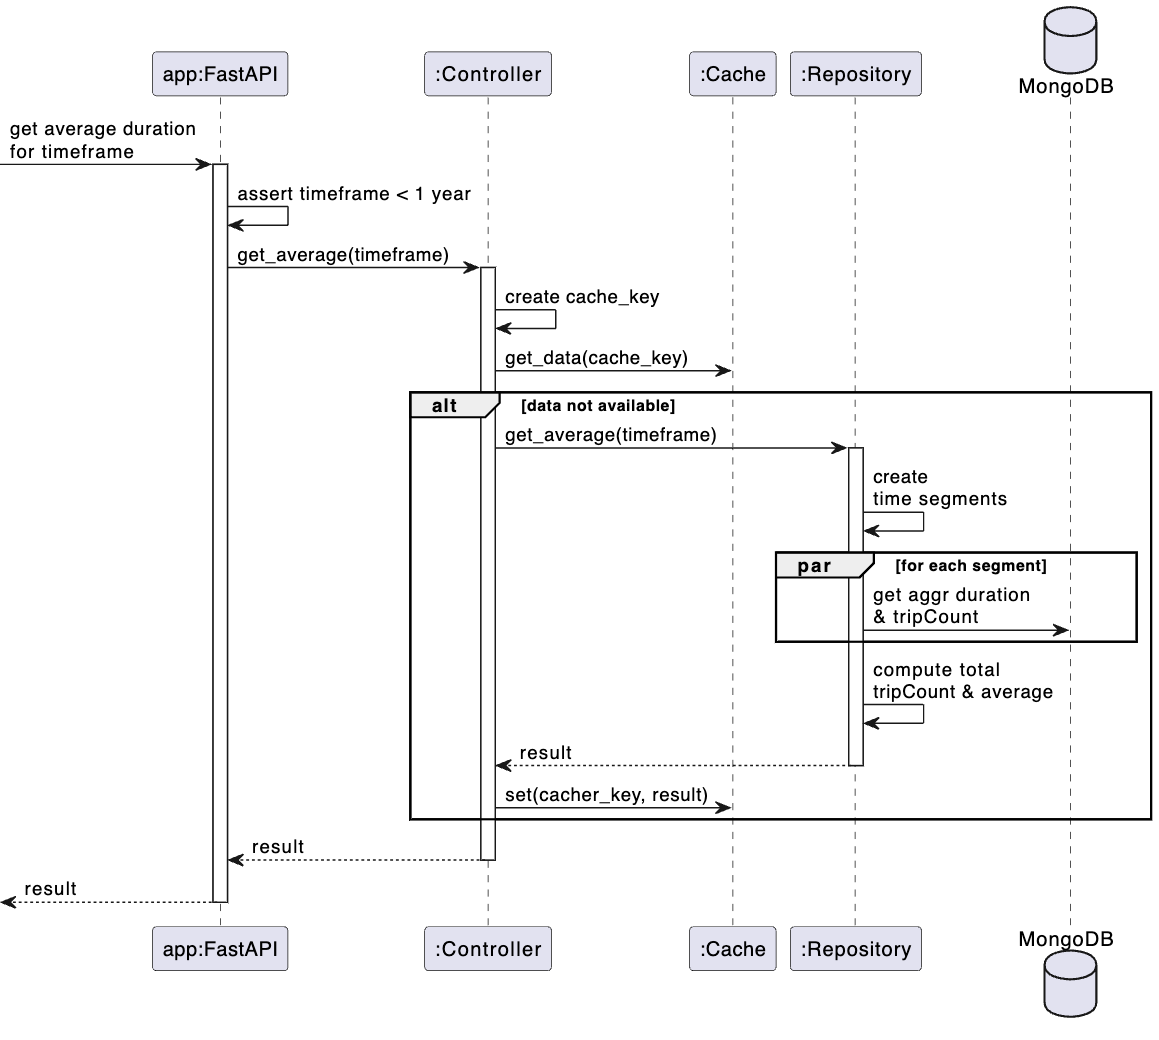 MongoDB
app:FastAPI
:Controller
:Cache
:Repository
get average duration
for timeframe
assert timeframe < 1 year
get_average(timeframe)
create cache_key
get_data(cache_key)
alt
[data not available]
get_average(timeframe)
create
time segments
par
[for each segment]
get aggr duration
& tripCount
compute total
tripCount & average
result
set(cacher_key, result)
result
result
app:FastAPI
:Controller
:Cache
:Repository
MongoDB